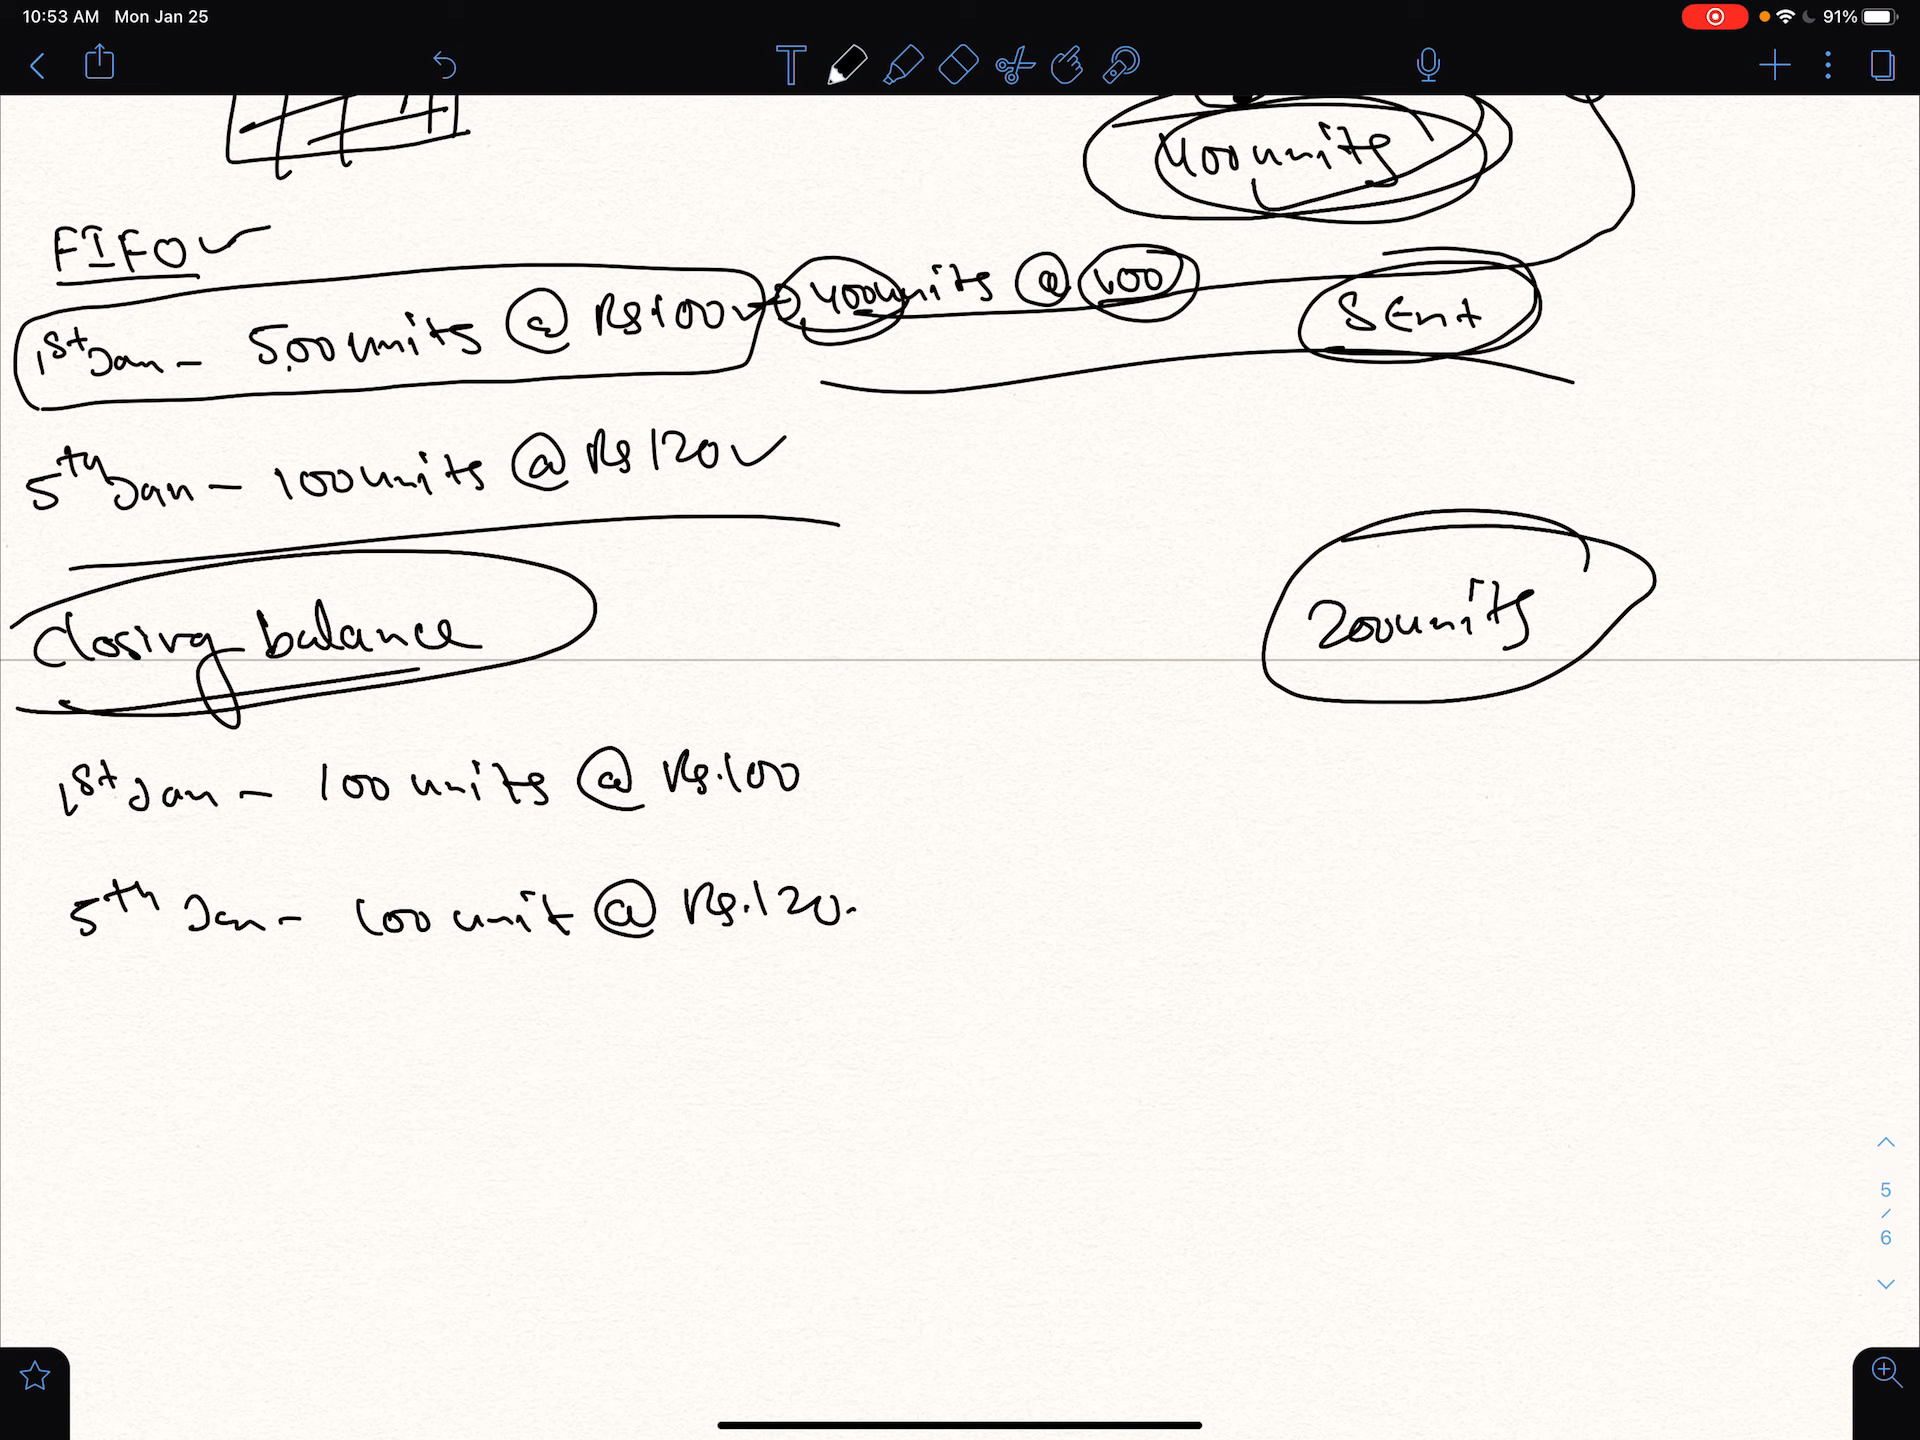 10:53 AM Mon Jan 25
91%
400 units
FIFO
1st Jan - 500 units @ Rs 100 400 units @ 100
Sent
5th Jan - 100 units @ Rs 120
Closing balance
200 units
1st Jan - 100 units @ Rs.100
5th Jan - 100 unit @ Rs.120.
5
/
6